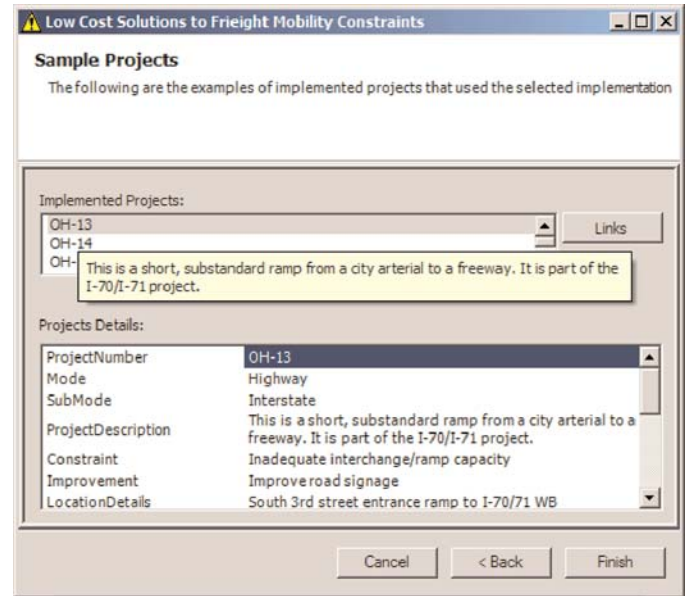 Low Cost Solutions to Frieight Mobility Constraints
Sample Projects
The following are the examples of implemented projects that used the selected implementation
Implemented Projects:
OH-13
Links
OH-14
OH-
This is a short, substandard ramp from a city arterial to a freeway. It is part of the
I-70/I-71 project.
Projects Details:
ProjectNumber OH-13
Mode Highway
SubMode Interstate
ProjectDescription This is a short, substandard ramp from a city arterial to a
freeway. It is part of the I-70/I-71 project.
Constraint Inadequate interchange/ramp capacity
Improvement Improve road signage
LocationDetails South 3rd street entrance ramp to I-70/71 WB
Cancel < Back Finish